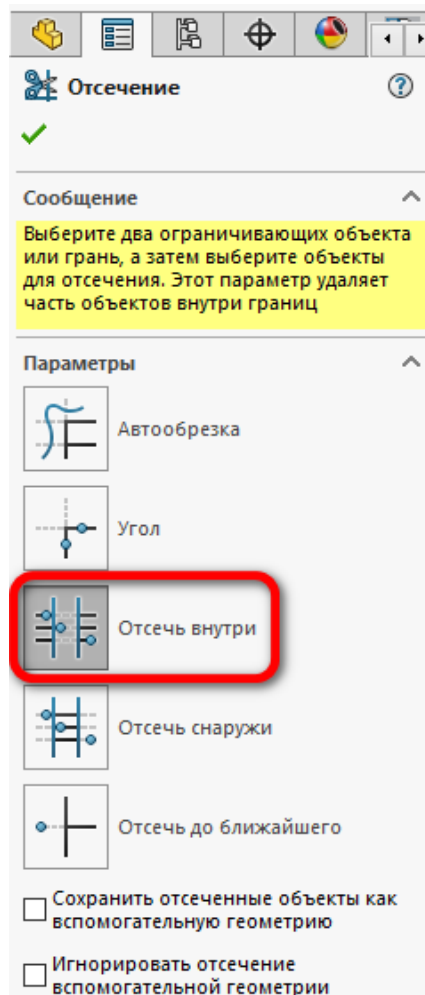 Отсечение
Сообщение
Выберите два ограничивающих объекта
или грань, а затем выберите объекты
для отсечения. Этот параметр удаляет
часть объектов внутри границ
Параметры
Автообрезка
Угол
Отсечь внутри
Отсечь снаружи
Отсечь до ближайшего
Сохранить отсеченные объекты как
вспомогательную геометрию
Игнорировать отсечение
вспомогательной геометрии